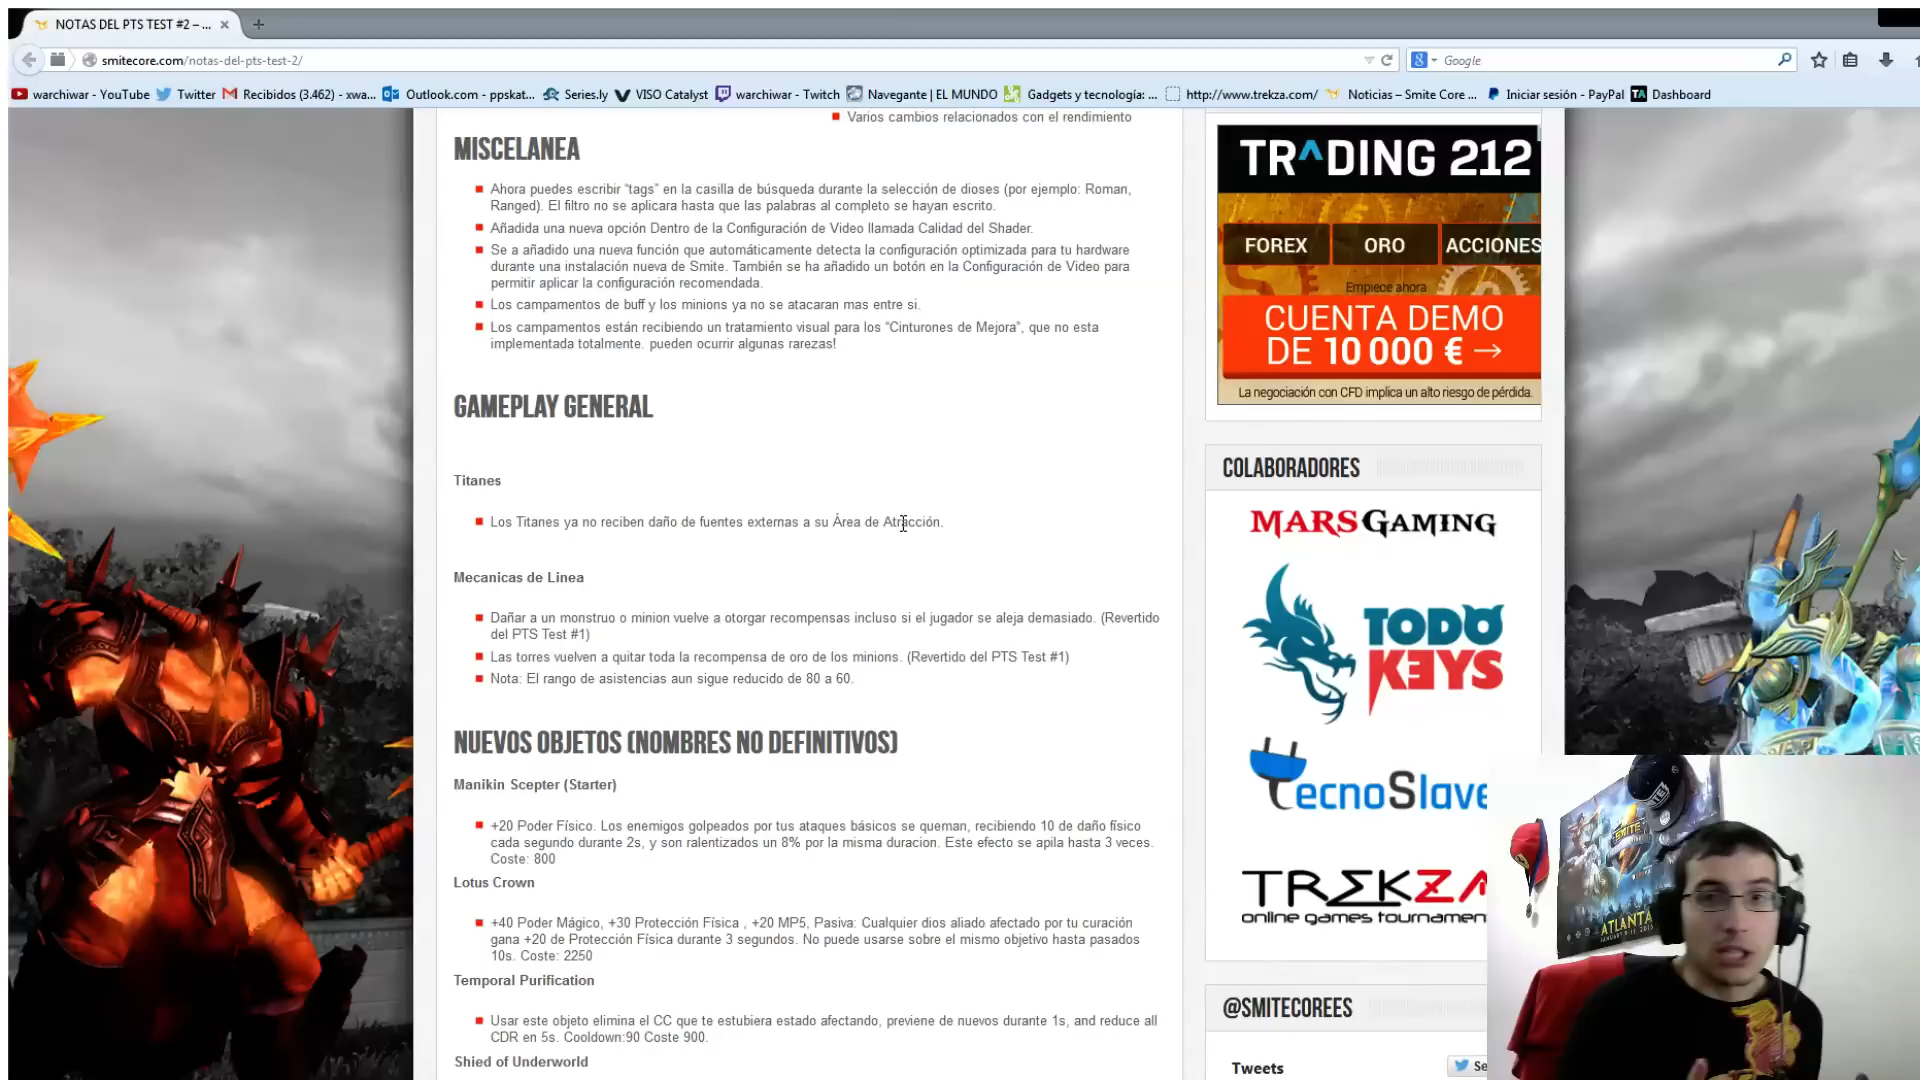 NOTAS DEL PTS TEST #2 – ...
smitecore.com/notas-del-pts-test-2/
Google
warchiwar - YouTube
Twitter
Recibidos (3.462) - xwa...
Outlook.com - ppskat...
Series.ly
VISO Catalyst
warchiwar - Twitch
Navegante | EL MUNDO
Gadgets y tecnología: ...
http://www.trekza.com/
Noticias – Smite Core ...
Iniciar sesión - PayPal
Dashboard
Varios cambios relacionados con el rendimiento
MISCELANEA
Ahora puedes escribir “tags” en la casilla de búsqueda durante la selección de dioses (por ejemplo: Roman,
Ranged). El filtro no se aplicara hasta que las palabras al completo se hayan escrito.
Añadida una nueva opción Dentro de la Configuración de Video llamada Calidad del Shader.
Se a añadido una nueva función que automáticamente detecta la configuración optimizada para tu hardware
durante una instalación nueva de Smite. También se ha añadido un botón en la Configuración de Video para
permitir aplicar la configuración recomendada.
Los campamentos de buff y los minions ya no se atacaran mas entre si.
Los campamentos están recibiendo un tratamiento visual para los “Cinturones de Mejora”, que no esta
implementada totalmente. pueden ocurrir algunas rarezas!
GAMEPLAY GENERAL
Titanes
Los Titanes ya no reciben daño de fuentes externas a su Área de Atracción.
Mecanicas de Linea
Dañar a un monstruo o minion vuelve a otorgar recompensas incluso si el jugador se aleja demasiado. (Revertido
del PTS Test #1)
Las torres vuelven a quitar toda la recompensa de oro de los minions. (Revertido del PTS Test #1)
Nota: El rango de asistencias aun sigue reducido de 80 a 60.
NUEVOS OBJETOS (NOMBRES NO DEFINITIVOS)
Manikin Scepter (Starter)
+20 Poder Físico. Los enemigos golpeados por tus ataques básicos se queman, recibiendo 10 de daño físico
cada segundo durante 2s, y son ralentizados un 8% por la misma duracion. Este efecto se apila hasta 3 veces.
Coste: 800
Lotus Crown
+40 Poder Mágico, +30 Protección Física , +20 MP5, Pasiva: Cualquier dios aliado afectado por tu curación
gana +20 de Protección Física durante 3 segundos. No puede usarse sobre el mismo objetivo hasta pasados
10s. Coste: 2250
Temporal Purification
Usar este objeto elimina el CC que te estubiera estado afectando, previene de nuevos durante 1s, and reduce all
CDR en 5s. Cooldown:90 Coste 900.
Shied of Underworld
TRADING 212
FOREX
ORO
ACCIONES
Empiece ahora
CUENTA DEMO
DE 10 000 € →
La negociación con CFD implica un alto riesgo de pérdida.
COLABORADORES
MARSGAMING
TODO
KEYS
TecnoSlave
TREKZA
online games tournamen
@SMITECOREES
Tweets
Se
SMITE
ATLANTA
JANUARY 9-11 2015